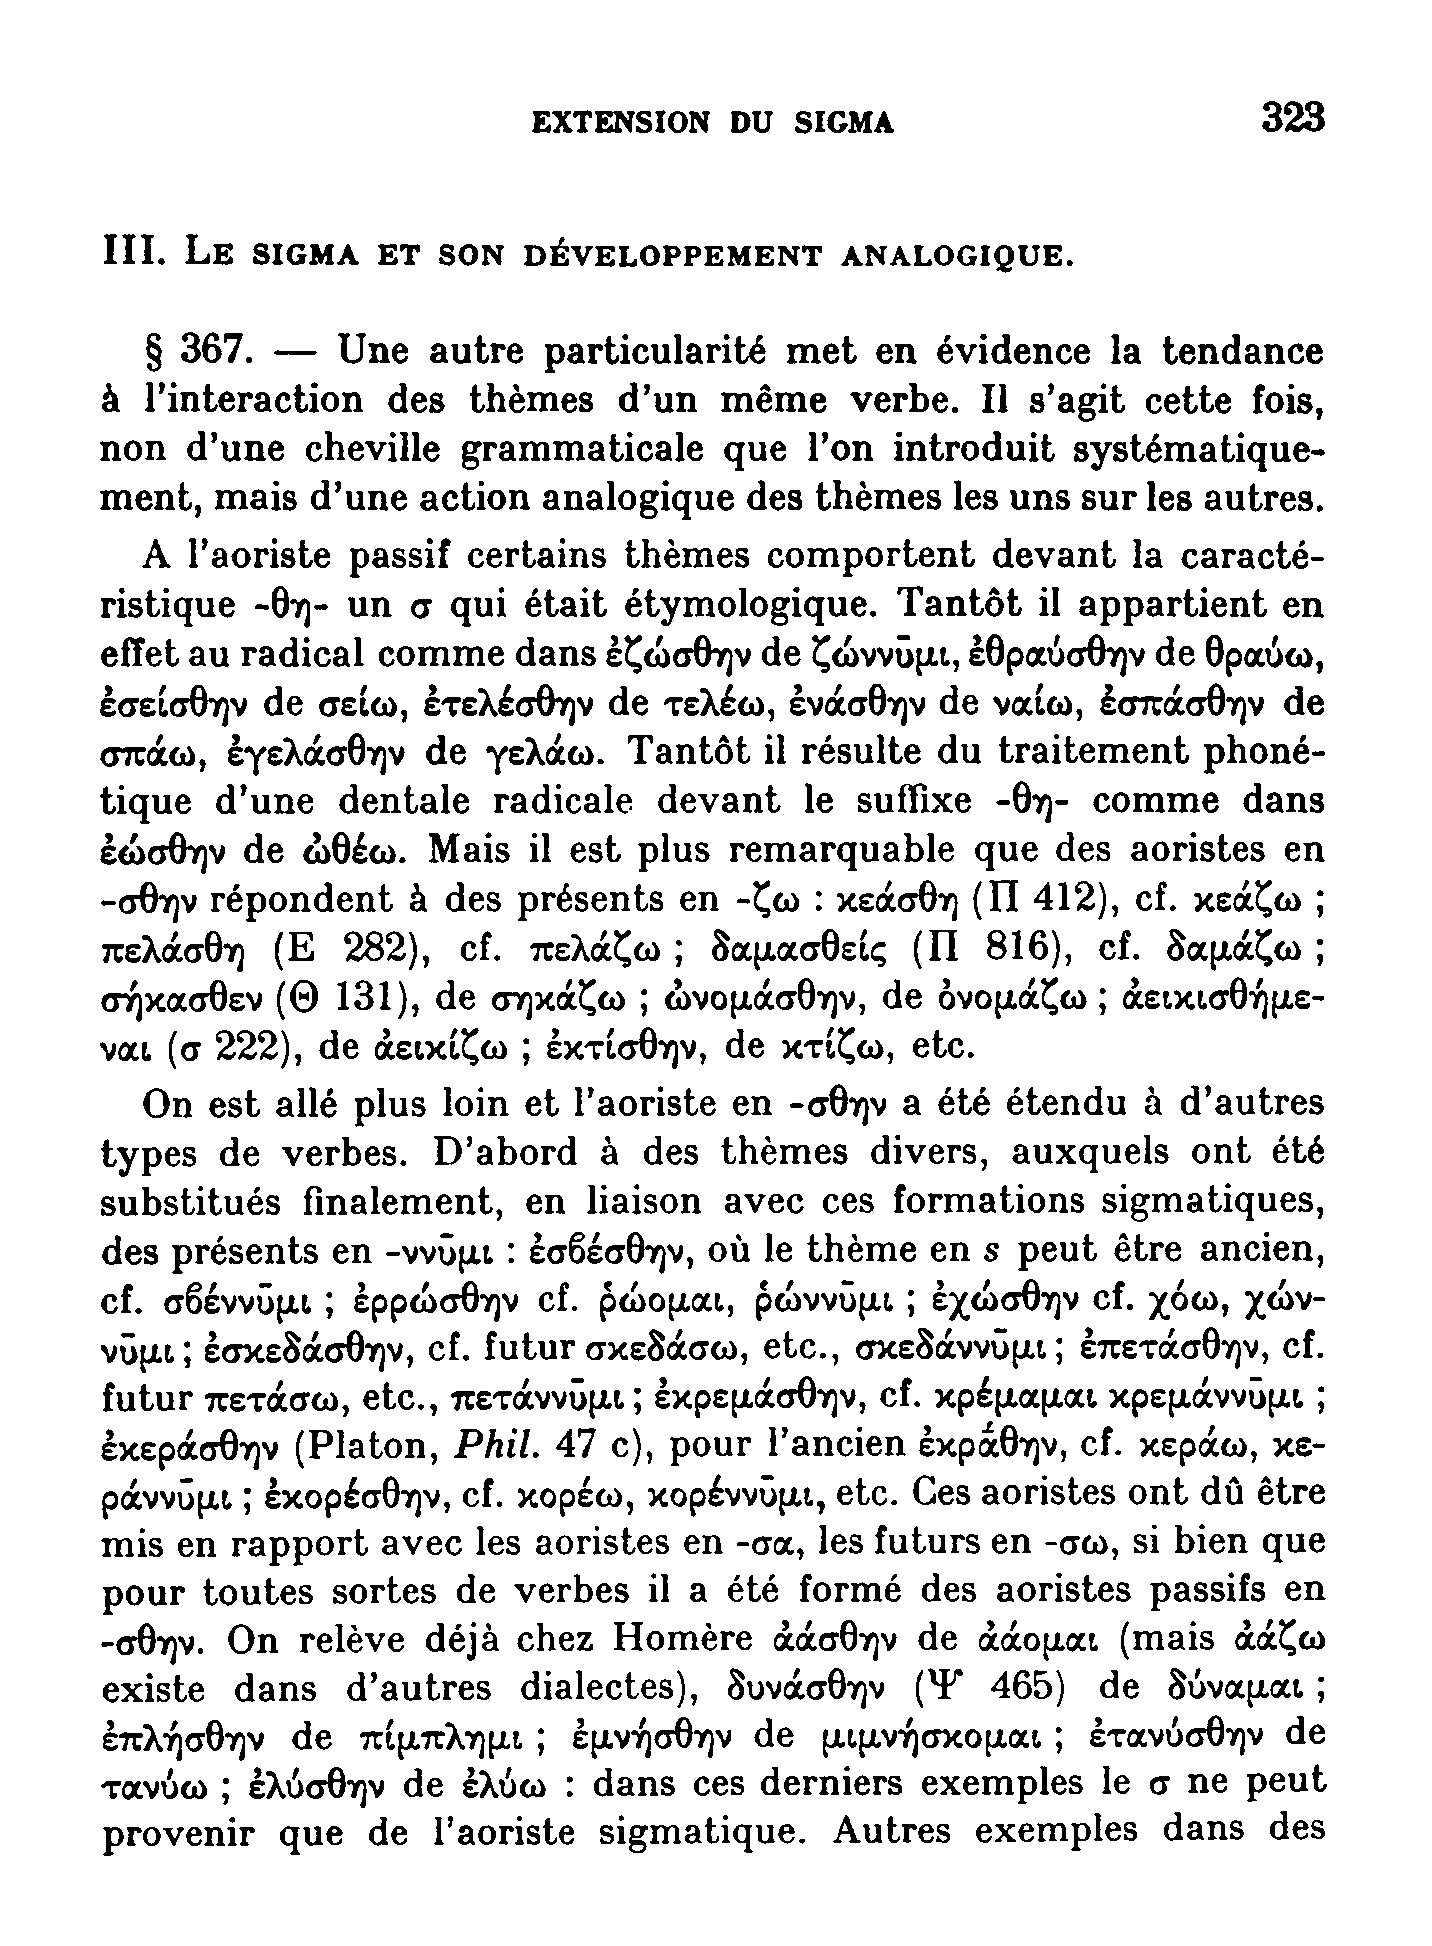 EXTENSION DU SIGMA 323
III. LE SIGMA ET SON DÉVELOPPEMENT ANALOGIQUE.
§ 367. — Une autre particularité met en évidence la tendance
à l'interaction des thèmes d'un même verbe. Il s'agit cette fois,
non d'une cheville grammaticale que l'on introduit systématique-
ment, mais d'une action analogique des thèmes les uns sur les autres.
A l'aoriste passif certains thèmes comportent devant la caracté-
ristique -θη- un σ qui était étymologique. Tantôt il appartient en
effet au radical comme dans ἐζώσθην de ζώννῡμι, ἐθραύσθην de θραύω,
ἐσείσθην de σείω, ἐτελέσθην de τελέω, ἐνάσθην de ναίω, ἐσπάσθην de
σπάω, ἐγελάσθην de γελάω. Tantôt il résulte du traitement phoné-
tique d'une dentale radicale devant le suffixe -θη- comme dans
ἐώσθην de ὠθέω. Mais il est plus remarquable que des aoristes en
-σθην répondent à des présents en -ζω : κεάσθη (Π 412), cf. κεάζω ;
πελάσθη (Ε 282), cf. πελάζω ; δαμασθείς (Π 816), cf. δαμάζω ;
σήκασθεν (Θ 131), de σηκάζω ; ὠνομάσθην, de ὀνομάζω ; ἀεικισθήμε-
ναι (σ 222), de ἀεικίζω ; ἐκτίσθην, de κτίζω, etc.
On est allé plus loin et l'aoriste en -σθην a été étendu à d'autres
types de verbes. D'abord à des thèmes divers, auxquels ont été
substitués finalement, en liaison avec ces formations sigmatiques,
des présents en -ννῡμι : ἐσϐέσθην, où le thème en s peut être ancien,
cf. σϐέννῡμι ; ἐρρώσθην cf. ῥώομαι, ῥώννῡμι ; ἐχώσθην cf. χόω, χών-
νῡμι ; ἐσκεδάσθην, cf. futur σκεδάσω, etc., σκεδάννῡμι ; ἐπετάσθην, cf.
futur πετάσω, etc., πετάννῡμι ; ἐκρεμάσθην, cf. κρέμαμαι κρεμάννῡμι ;
ἐκεράσθην (Platon, Phil. 47 c), pour l'ancien ἐκρᾱ́θην, cf. κεράω, κε-
ράννῡμι ; ἐκορέσθην, cf. κορέω, κορέννῡμι, etc. Ces aoristes ont dû être
mis en rapport avec les aoristes en -σα, les futurs en -σω, si bien que
pour toutes sortes de verbes il a été formé des aoristes passifs en
-σθην. On relève déjà chez Homère ἀάσθην de ἀάομαι (mais ἀάζω
existe dans d'autres dialectes), δυνάσθην (Ψ 465) de δύναμαι ;
ἐπλήσθην de πίμπλημι ; ἐμνήσθην de μιμνήσκομαι ; ἐτανύσθην de
τανύω ; ἐλύσθην de ἐλύω : dans ces derniers exemples le σ ne peut
provenir que de l'aoriste sigmatique. Autres exemples dans des